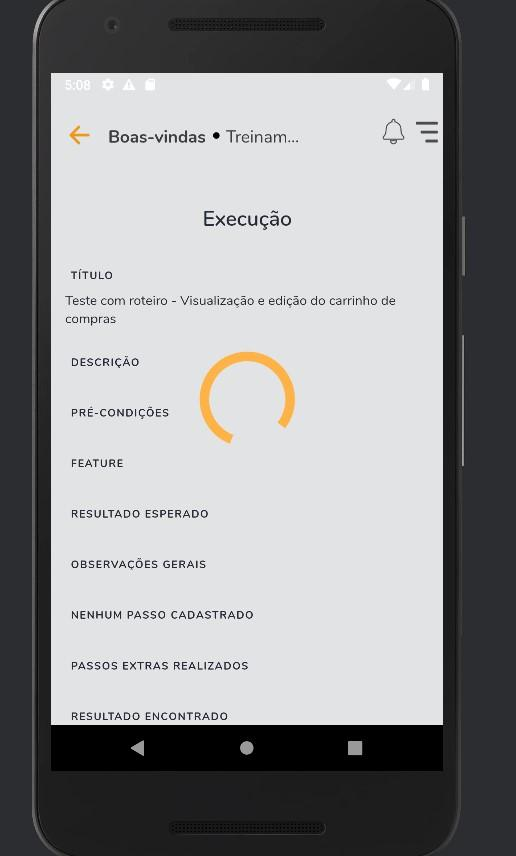 5:08
Boas-vindas • Treinam...
Execução
TÍTULO
Teste com roteiro - Visualização e edição do carrinho de
compras
DESCRIÇÃO
PRÉ-CONDIÇÕES
FEATURE
RESULTADO ESPERADO
OBSERVAÇÕES GERAIS
NENHUM PASSO CADASTRADO
PASSOS EXTRAS REALIZADOS
RESULTADO ENCONTRADO